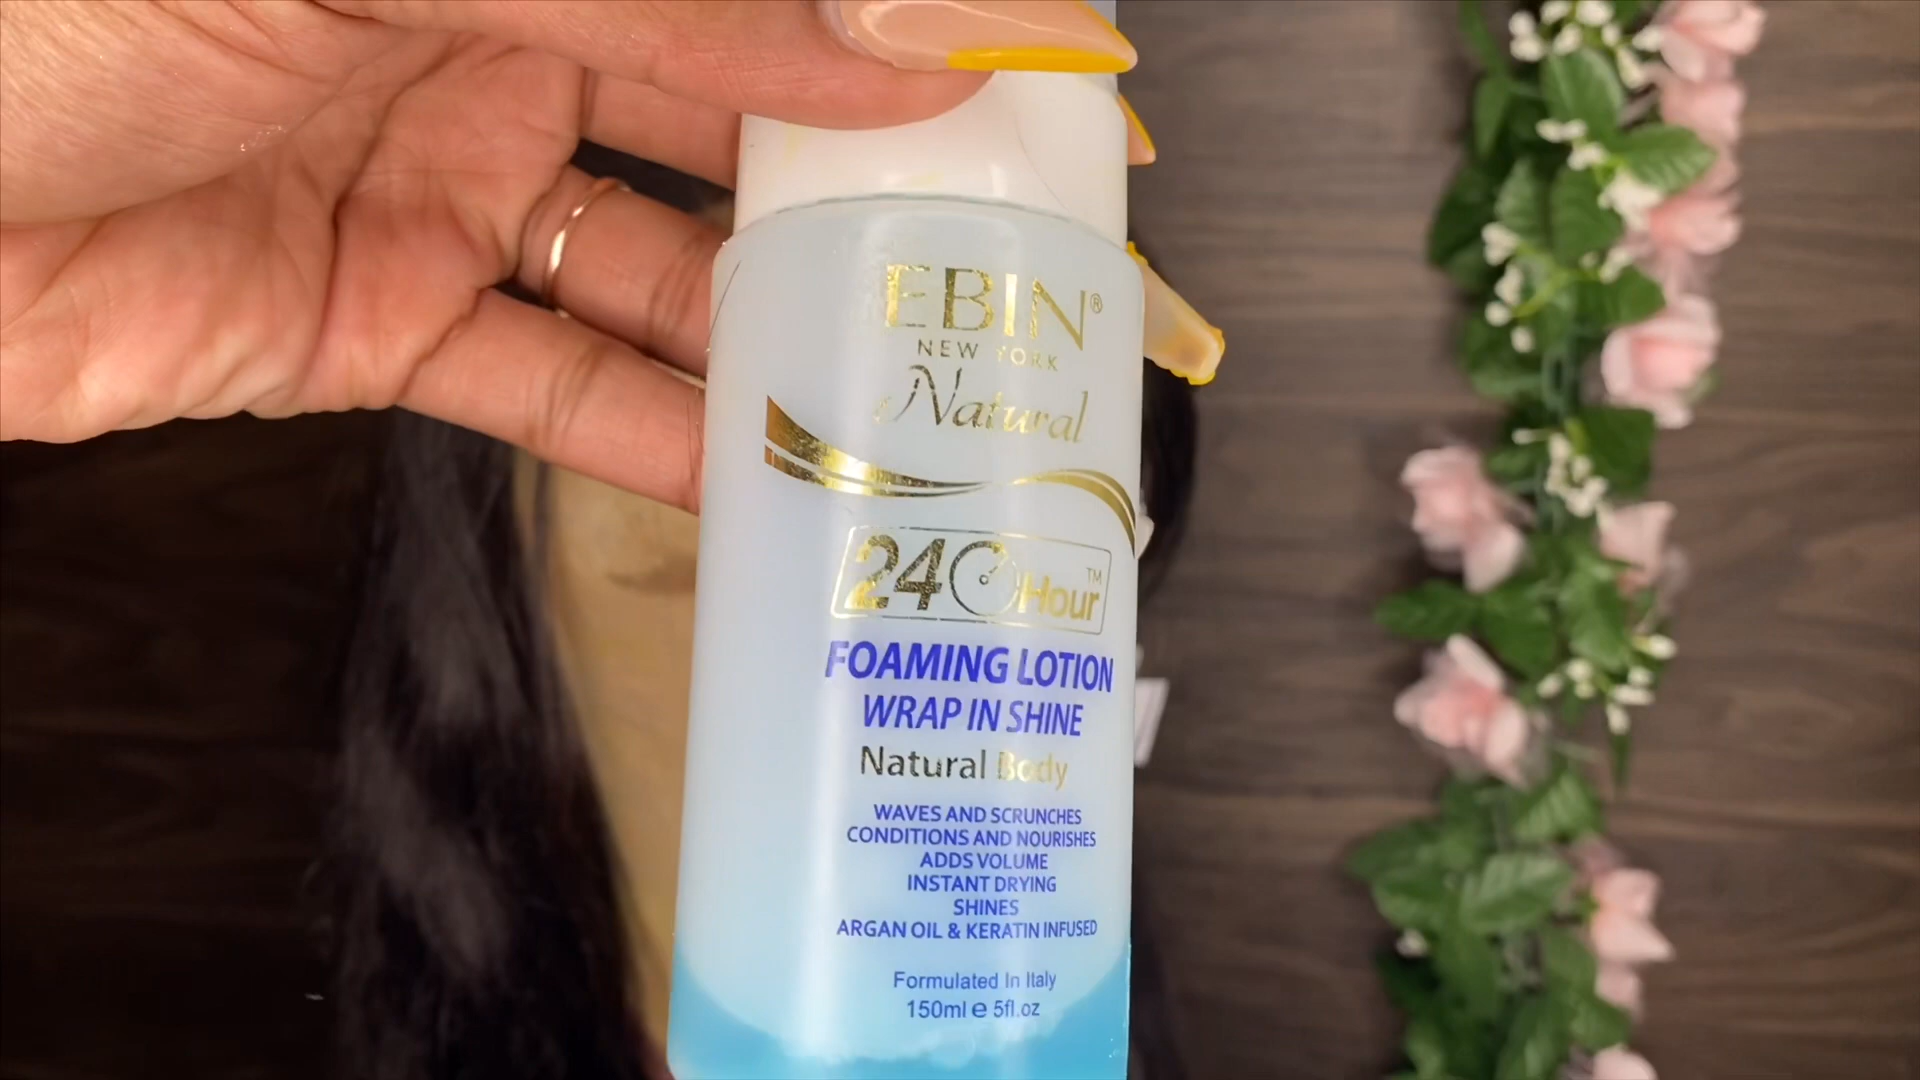 EBIN®
NEW YORK
Natural
24 Hour™
FOAMING LOTION
WRAP IN SHINE
Natural Body
WAVES AND SCRUNCHES
CONDITIONS AND NOURISHES
ADDS VOLUME
INSTANT DRYING
SHINES
ARGAN OIL & KERATIN INFUSED
Formulated In Italy
150ml ℮ 5fl.oz